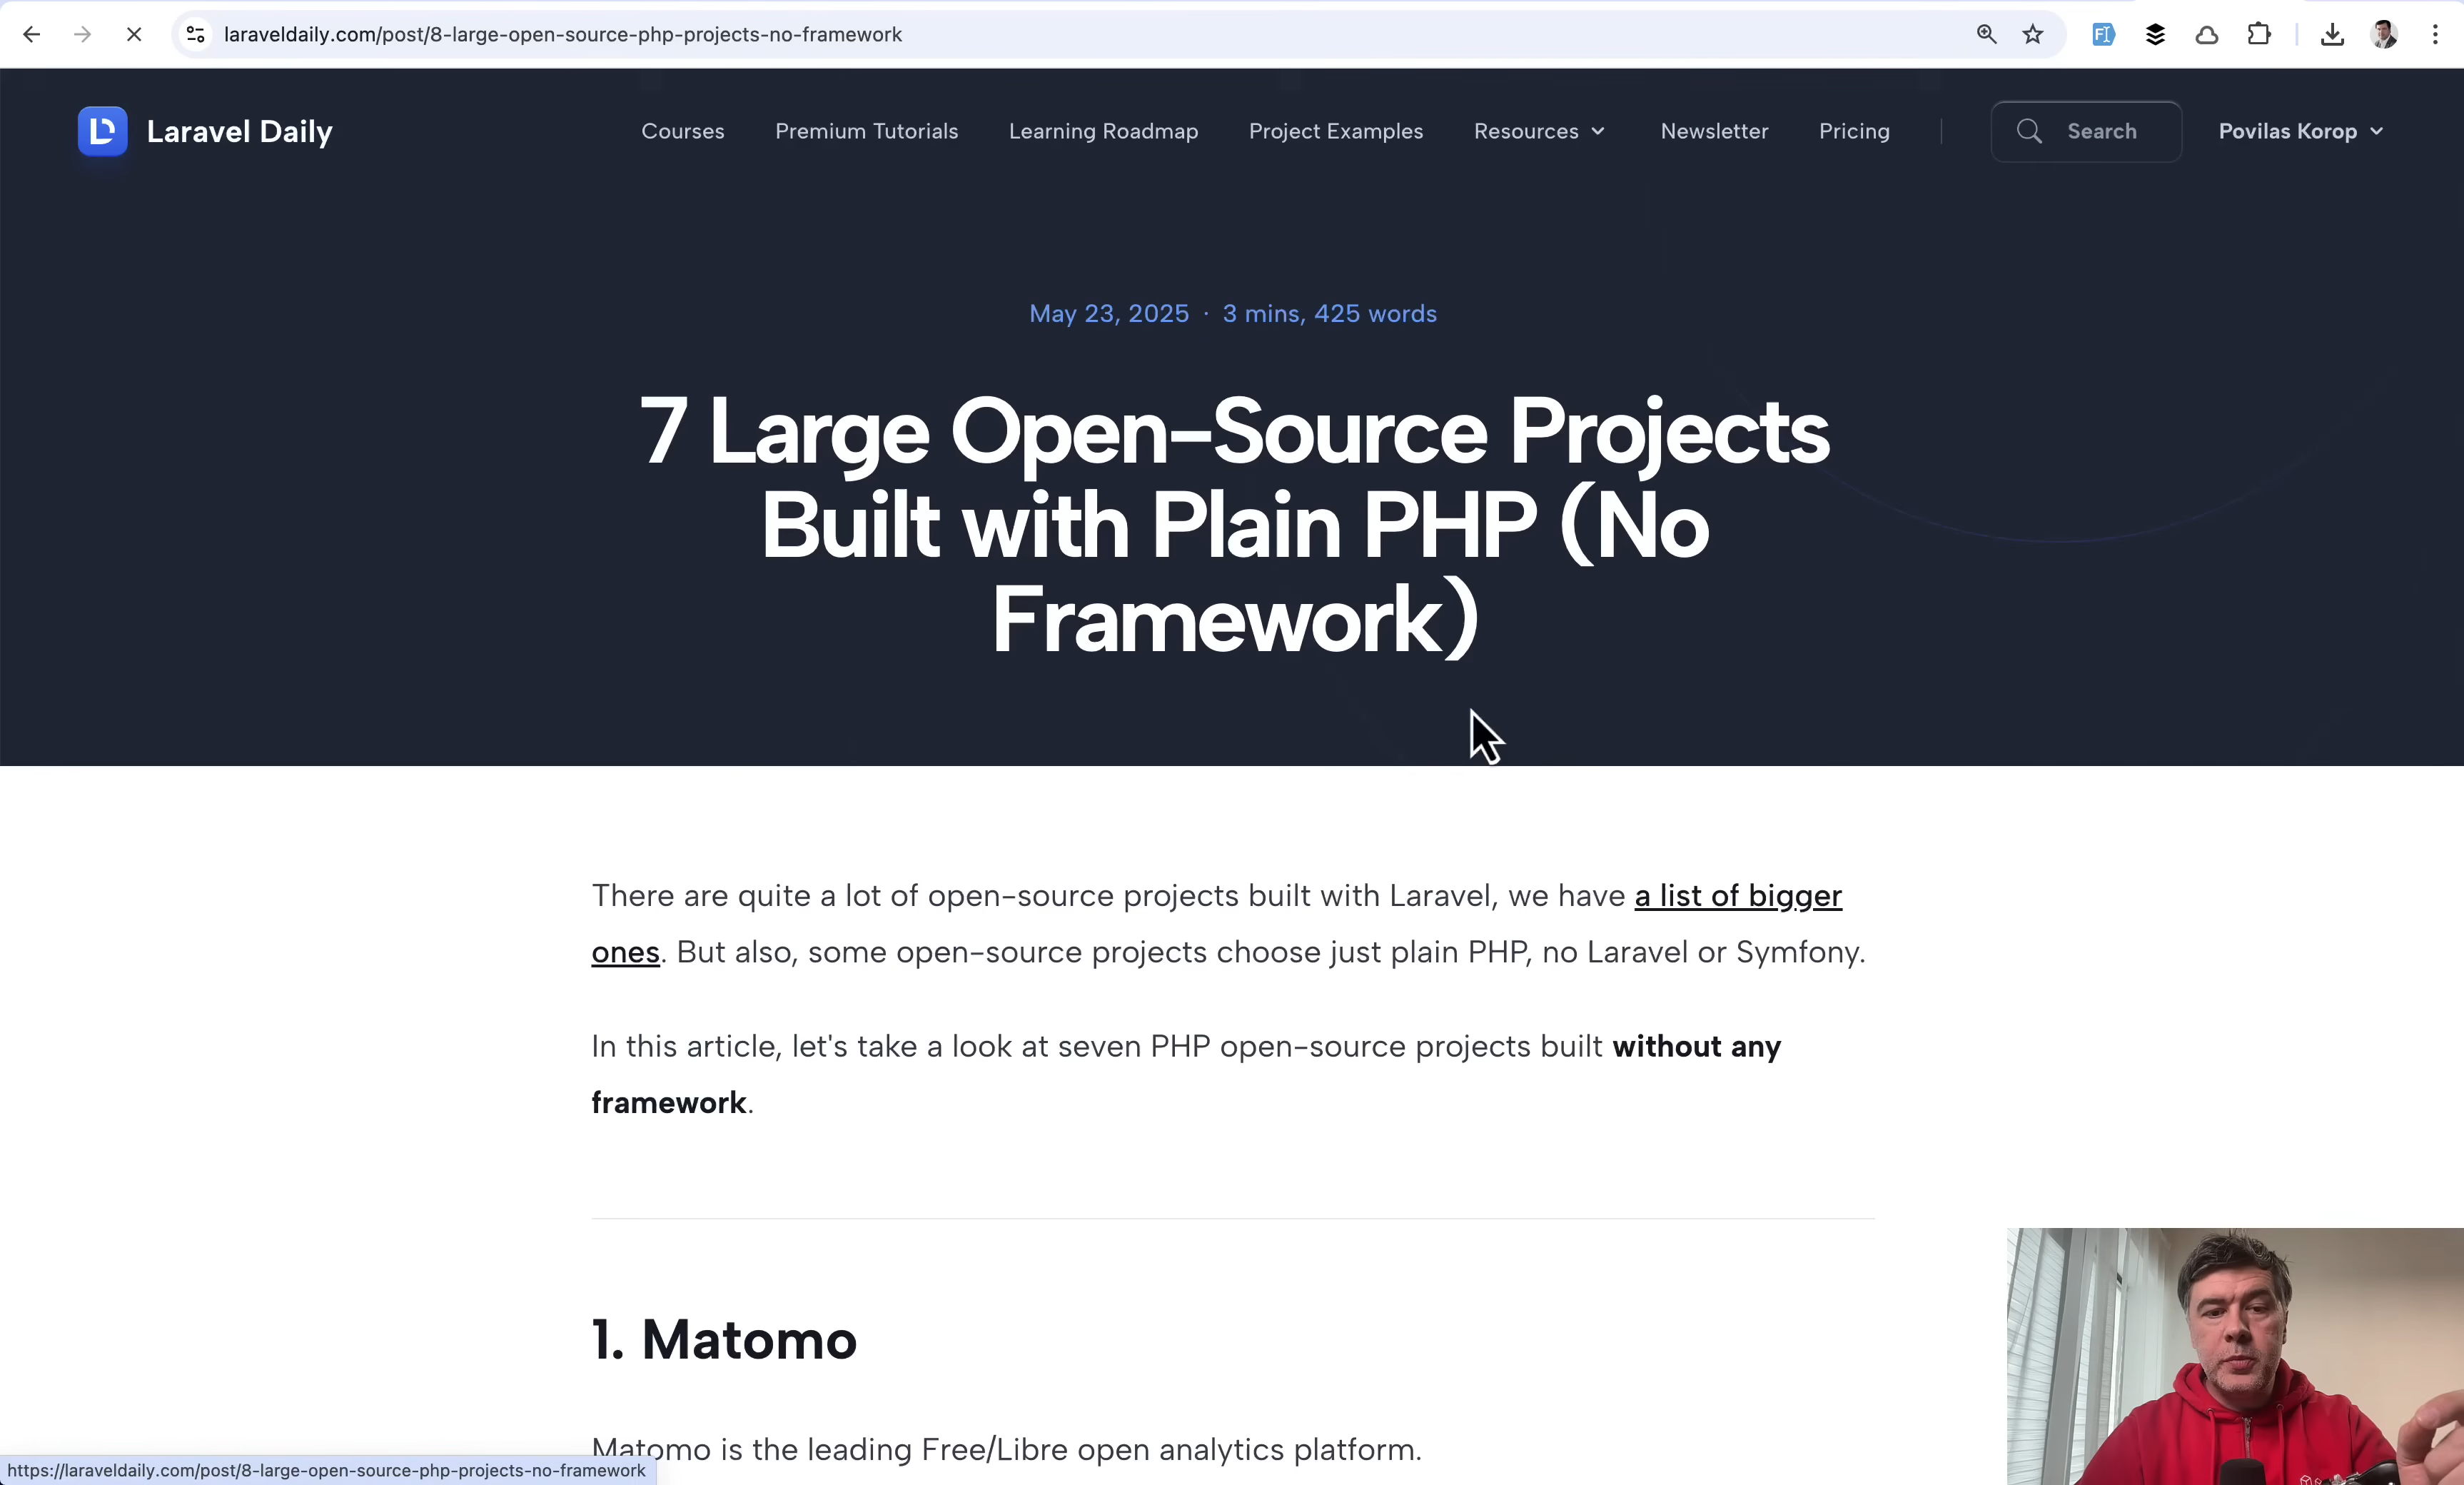 laraveldaily.com/post/8-large-open-source-php-projects-no-framework
Laravel Daily
Courses
Premium Tutorials
Learning Roadmap
Project Examples
Resources
Newsletter
Pricing
Search
Povilas Korop
May 23, 2025 · 3 mins, 425 words
7 Large Open-Source Projects
Built with Plain PHP (No
Framework)
There are quite a lot of open-source projects built with Laravel, we have a list of bigger
ones. But also, some open-source projects choose just plain PHP, no Laravel or Symfony.
In this article, let's take a look at seven PHP open-source projects built without any
framework.
1. Matomo
Matomo is the leading Free/Libre open analytics platform.
https://laraveldaily.com/post/8-large-open-source-php-projects-no-framework